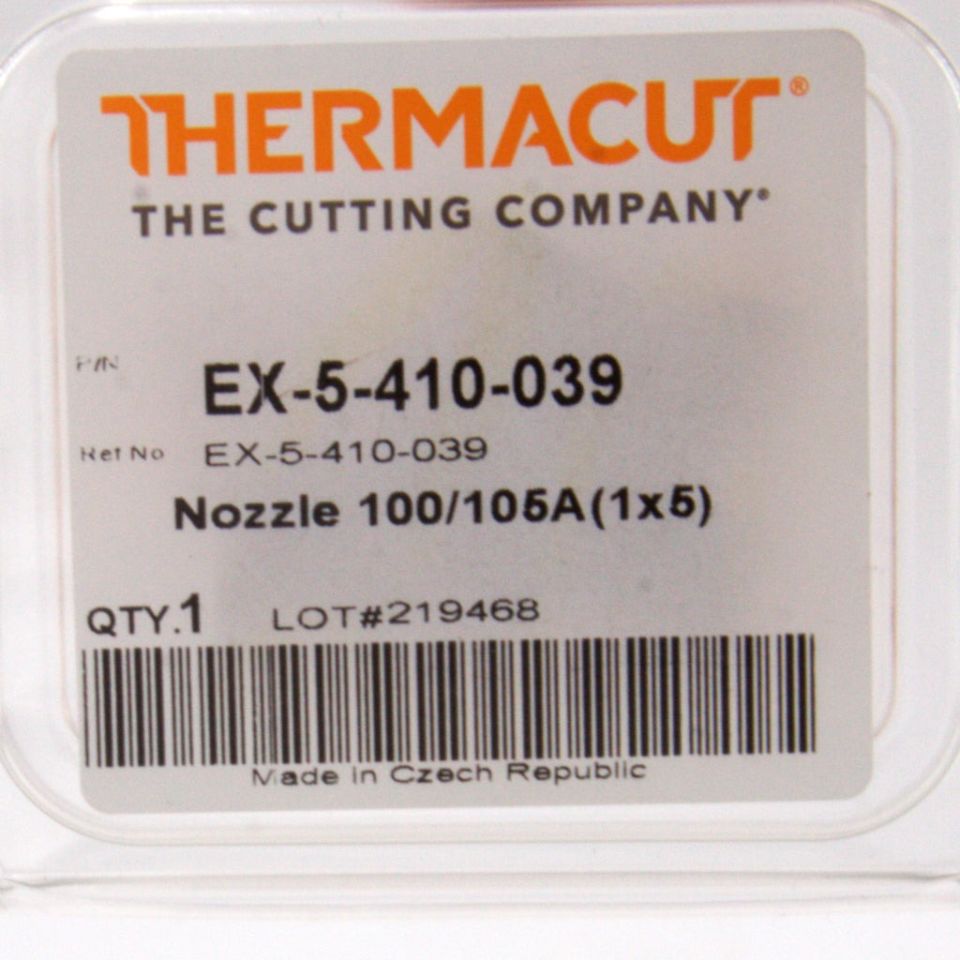 THERMACUT®
THE CUTTING COMPANY®
P/N EX-5-410-039
Ref No EX-5-410-039
Nozzle 100/105A(1x5)
QTY.1 LOT#219468
Made in Czech Republic